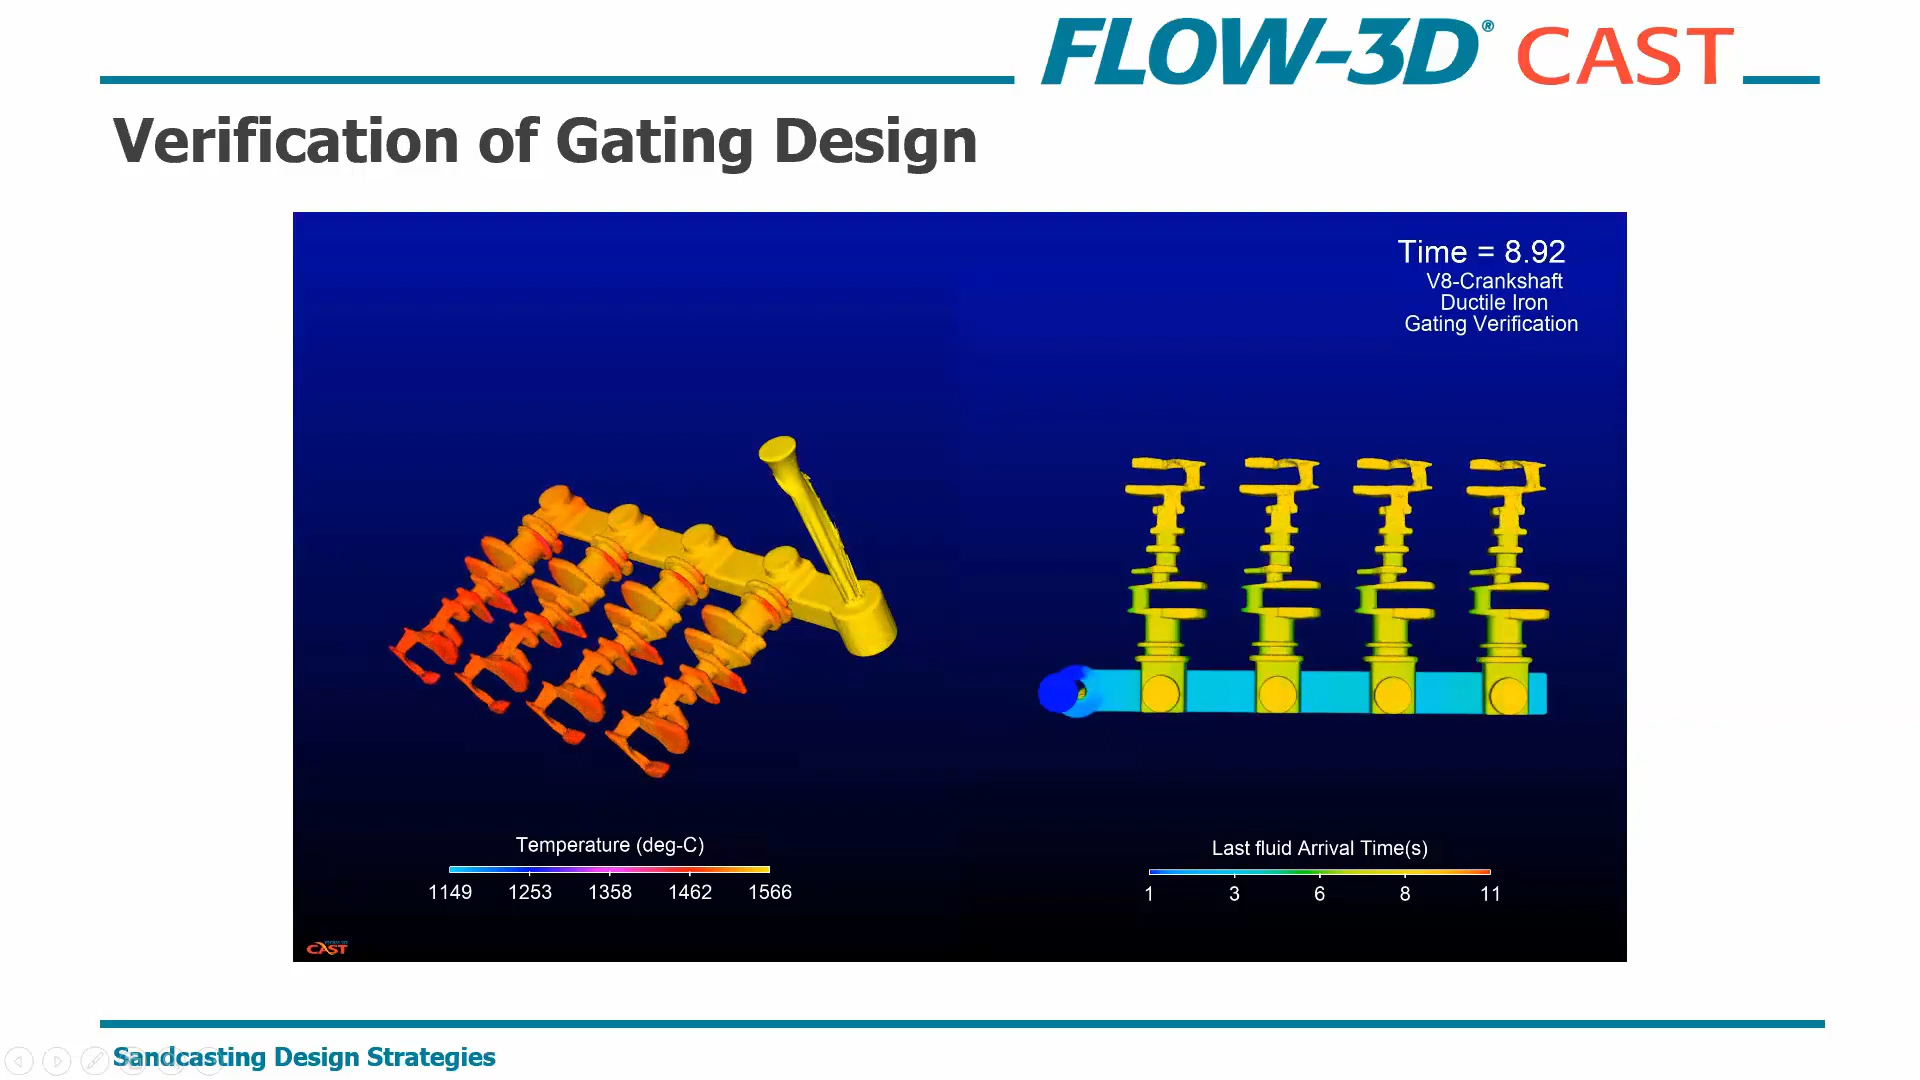 FLOW-3D® CAST
Verification of Gating Design
Time = 8.92
V8-Crankshaft
Ductile Iron
Gating Verification
Temperature (deg-C)
1149 1253 1358 1462 1566
Last fluid Arrival Time(s)
1 3 6 8 11
CAST
Sandcasting Design Strategies